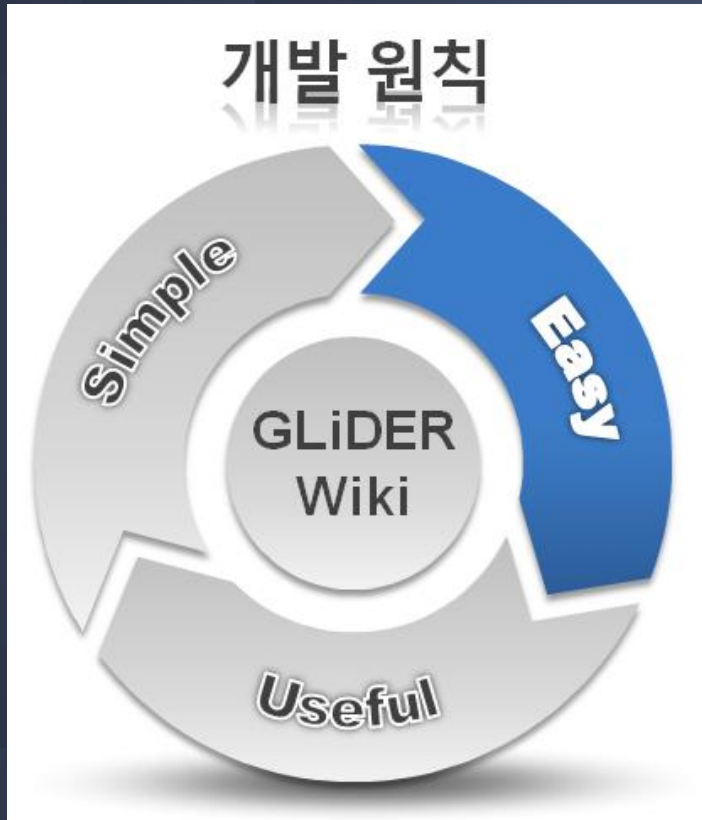 개발 원칙
Simple
Easy
GLiDER
Wiki
Useful